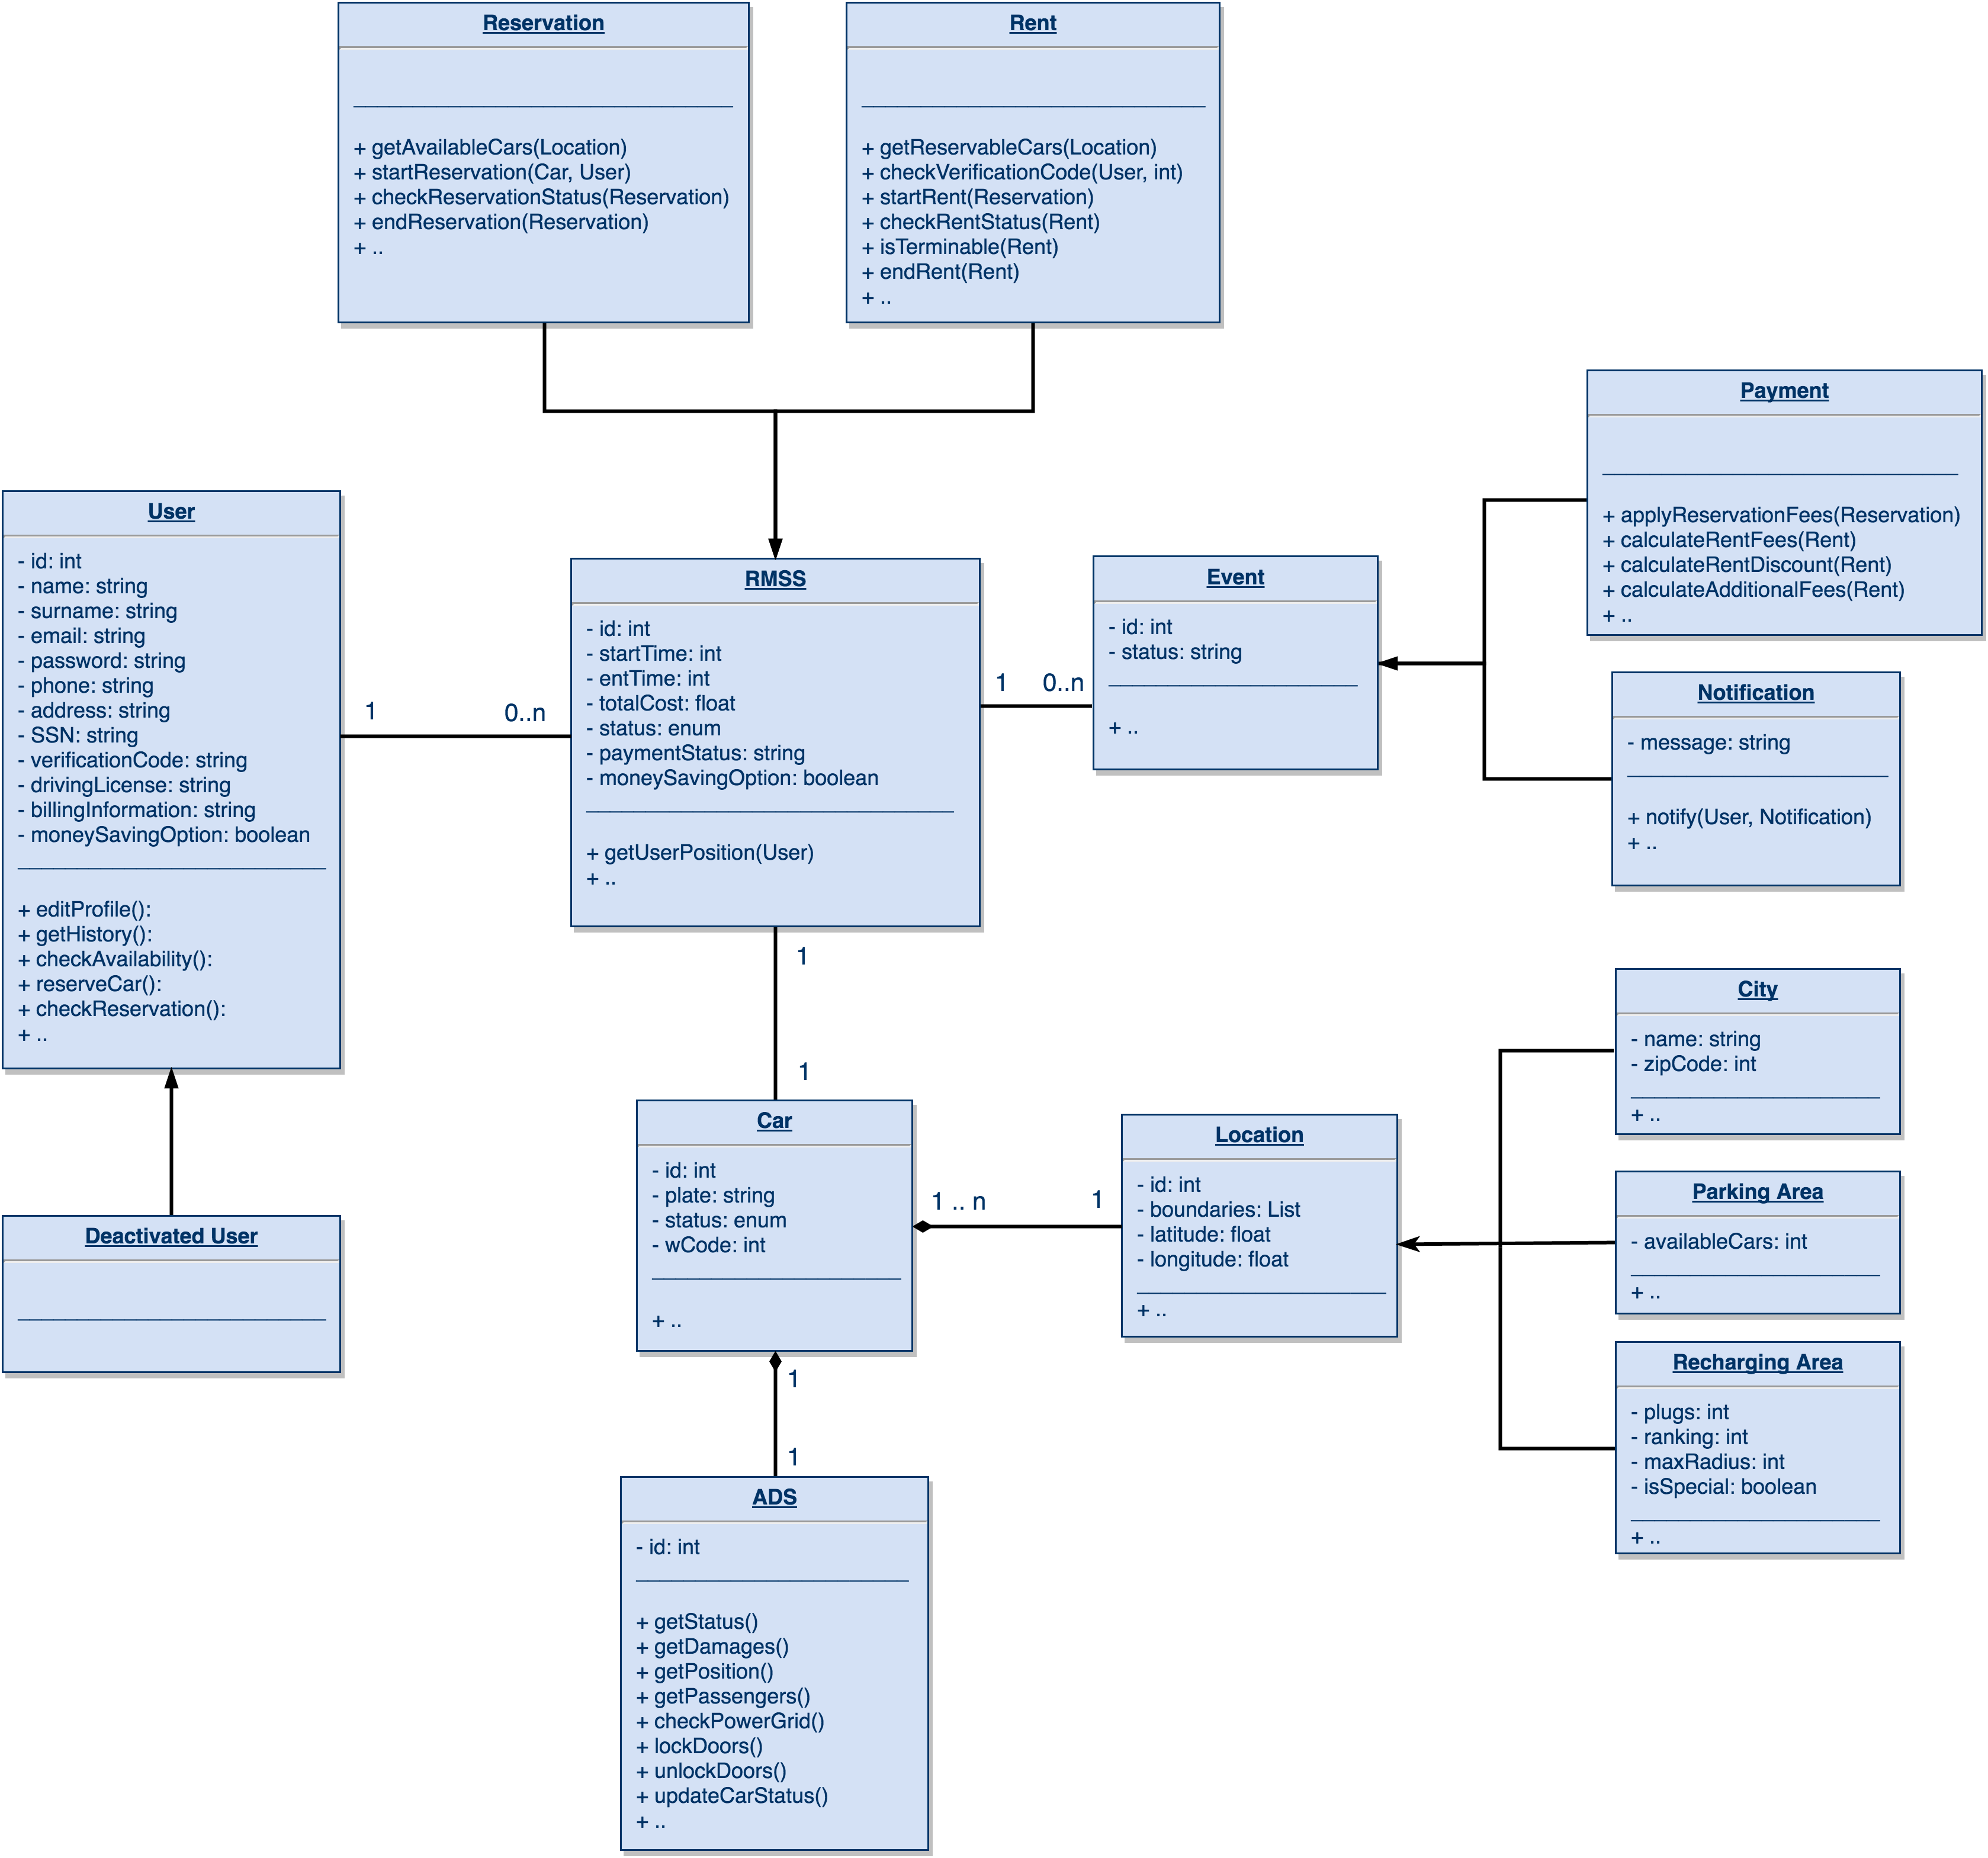 Reservation
+ getAvailableCars(Location)
+ startReservation(Car, User)
+ checkReservationStatus(Reservation)
+ endReservation(Reservation)
+ ..
Rent
+ getReservableCars(Location)
+ checkVerificationCode(User, int)
+ startRent(Reservation)
+ checkRentStatus(Rent)
+ isTerminable(Rent)
+ endRent(Rent)
+ ..
Payment
+ applyReservationFees(Reservation)
+ calculateRentFees(Rent)
+ calculateRentDiscount(Rent)
+ calculateAdditionalFees(Rent)
+ ..
User
- id: int
- name: string
- surname: string
- email: string
- password: string
- phone: string
- address: string
- SSN: string
- verificationCode: string
- drivingLicense: string
- billingInformation: string
- moneySavingOption: boolean
+ editProfile():
+ getHistory():
+ checkAvailability():
+ reserveCar():
+ checkReservation():
+ ..
1
0..n
RMSS
- id: int
- startTime: int
- entTime: int
- totalCost: float
- status: enum
- paymentStatus: string
- moneySavingOption: boolean
+ getUserPosition(User)
+ ..
1
0..n
Event
- id: int
- status: string
+ ..
Notification
- message: string
+ notify(User, Notification)
+ ..
1
1
Car
- id: int
- plate: string
- status: enum
- wCode: int
+ ..
1 .. n
1
Location
- id: int
- boundaries: List
- latitude: float
- longitude: float
+ ..
City
- name: string
- zipCode: int
+ ..
Parking Area
- availableCars: int
+ ..
Recharging Area
- plugs: int
- ranking: int
- maxRadius: int
- isSpecial: boolean
+ ..
Deactivated User
1
1
ADS
- id: int
+ getStatus()
+ getDamages()
+ getPosition()
+ getPassengers()
+ checkPowerGrid()
+ lockDoors()
+ unlockDoors()
+ updateCarStatus()
+ ..